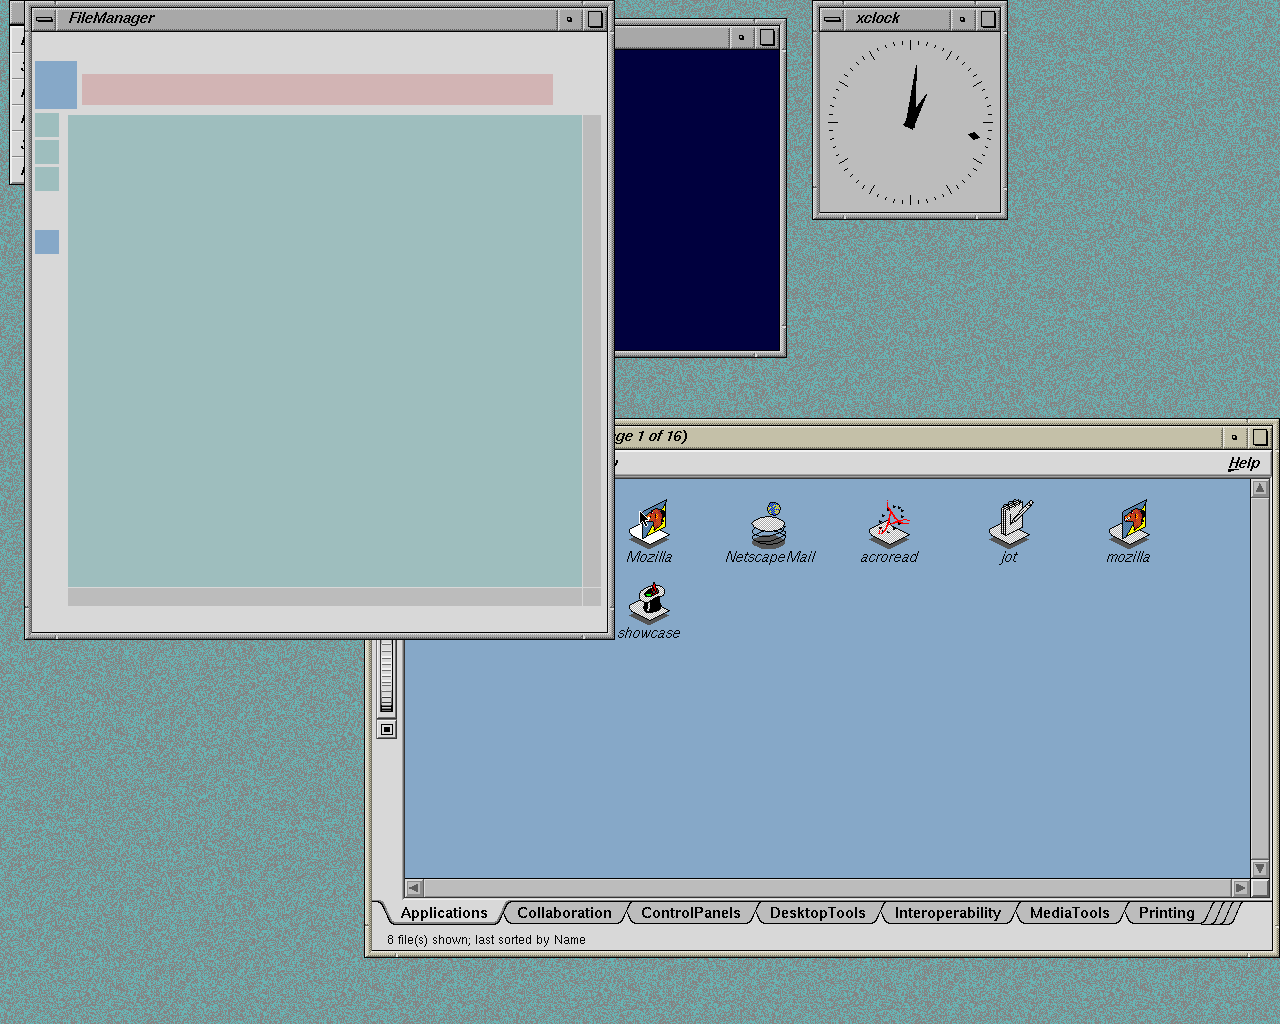 FileManager
xclock
ge 1 of 16)
Help
Mozilla
NetscapeMail
acroread
jot
mozilla
showcase
Applications
Collaboration
ControlPanels
DesktopTools
Interoperability
MediaTools
Printing
8 file(s) shown; last sorted by Name